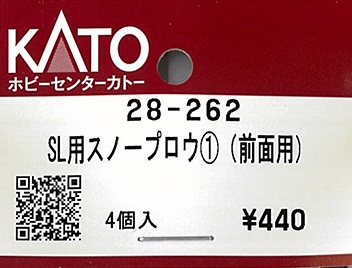 KATO
ホビーセンターカトー
28-262
SL用スノープロウ①(前面用)
4個入 ¥440